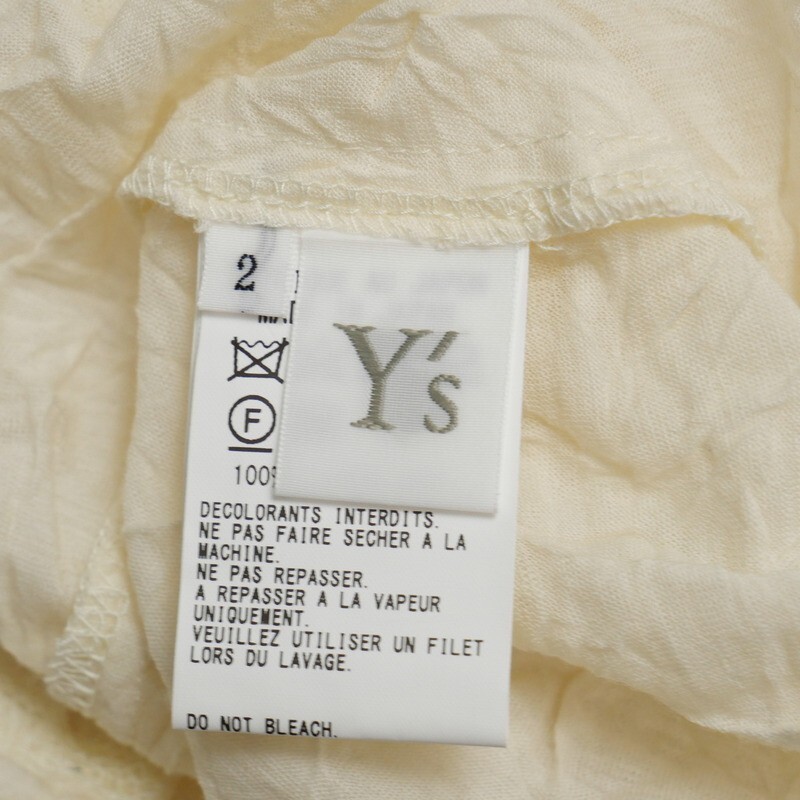 2
Y's
F
100%
DECOLORANTS INTERDITS.
NE PAS FAIRE SECHER A LA
MACHINE.
NE PAS REPASSER.
A REPASSER A LA VAPEUR
UNIQUEMENT.
VEUILLEZ UTILISER UN FILET
LORS DU LAVAGE.
DO NOT BLEACH.